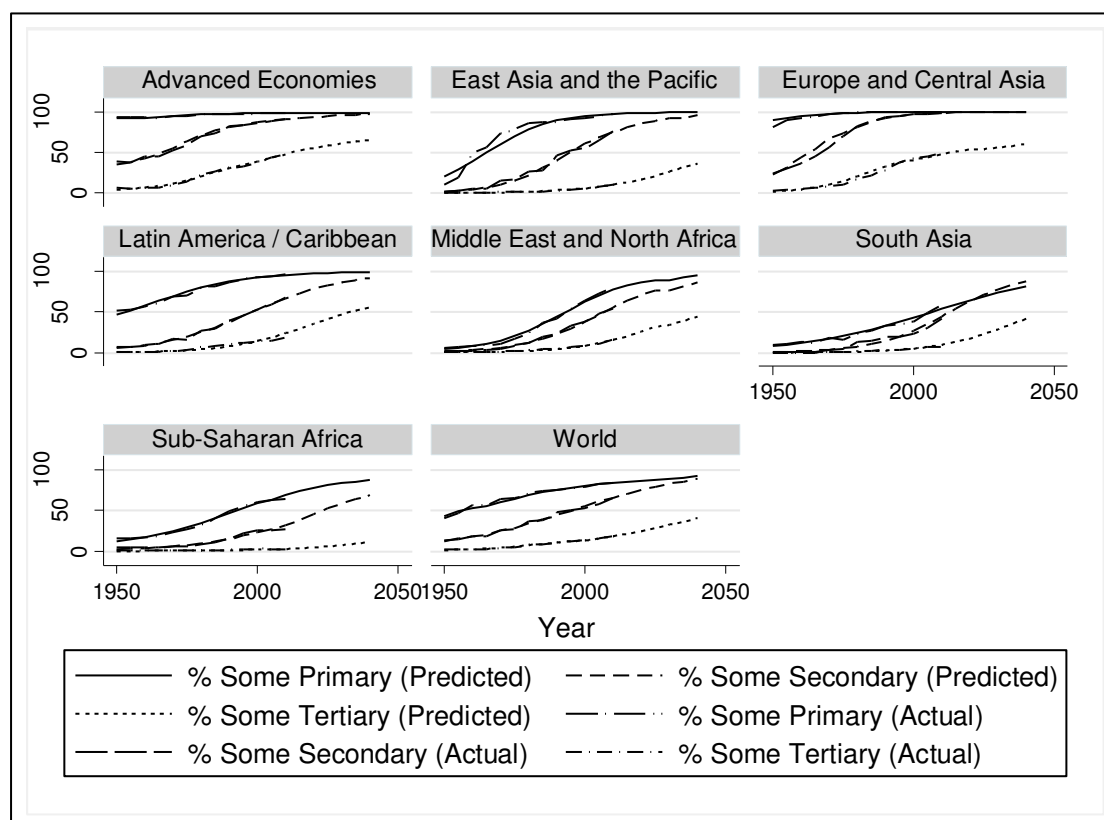 Advanced Economies East Asia and the Pacific Europe and Central Asia
100
50
0
Latin America / Caribbean Middle East and North Africa South Asia
100
50
0
1950 2000 2050
Sub-Saharan Africa World
100
50
0
1950 2000 2050 1950 2000 2050
Year
% Some Primary (Predicted) % Some Secondary (Predicted)
% Some Tertiary (Predicted) % Some Primary (Actual)
% Some Secondary (Actual) % Some Tertiary (Actual)